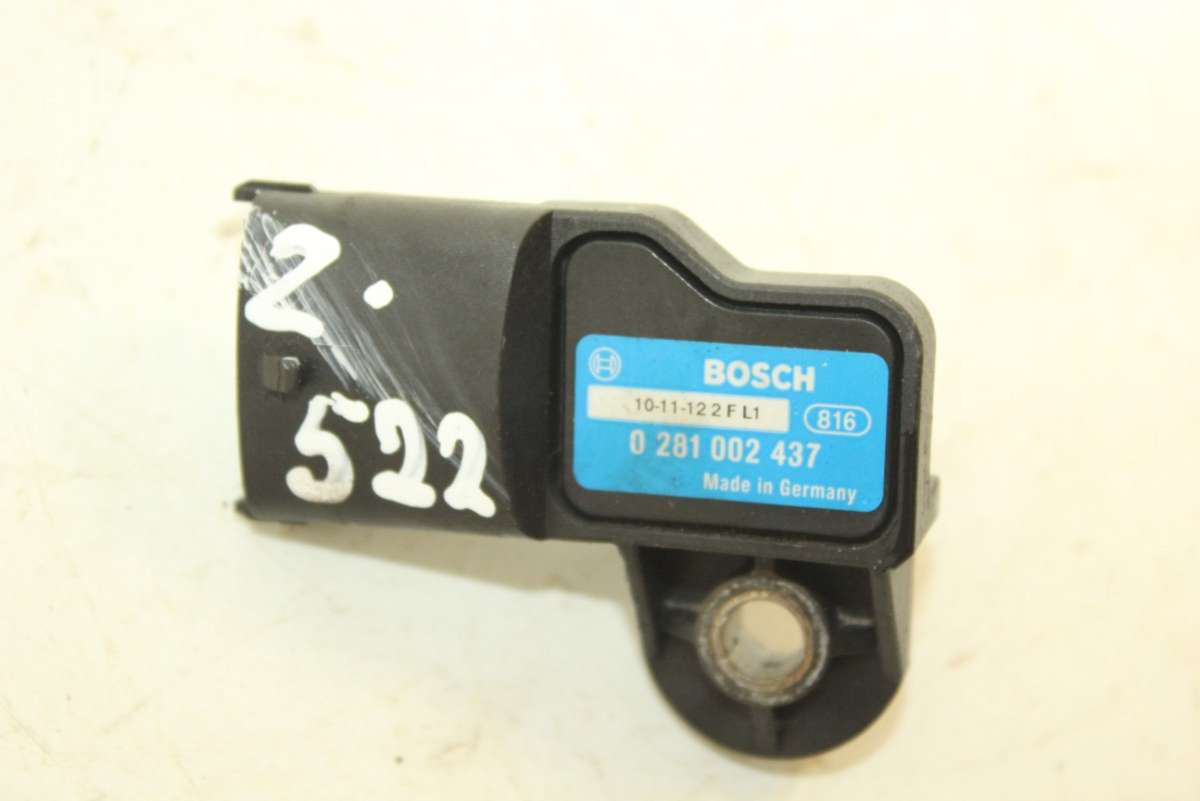 2.
522
BOSCH
10-11-12 2 F L1
816
0 281 002 437
Made in Germany